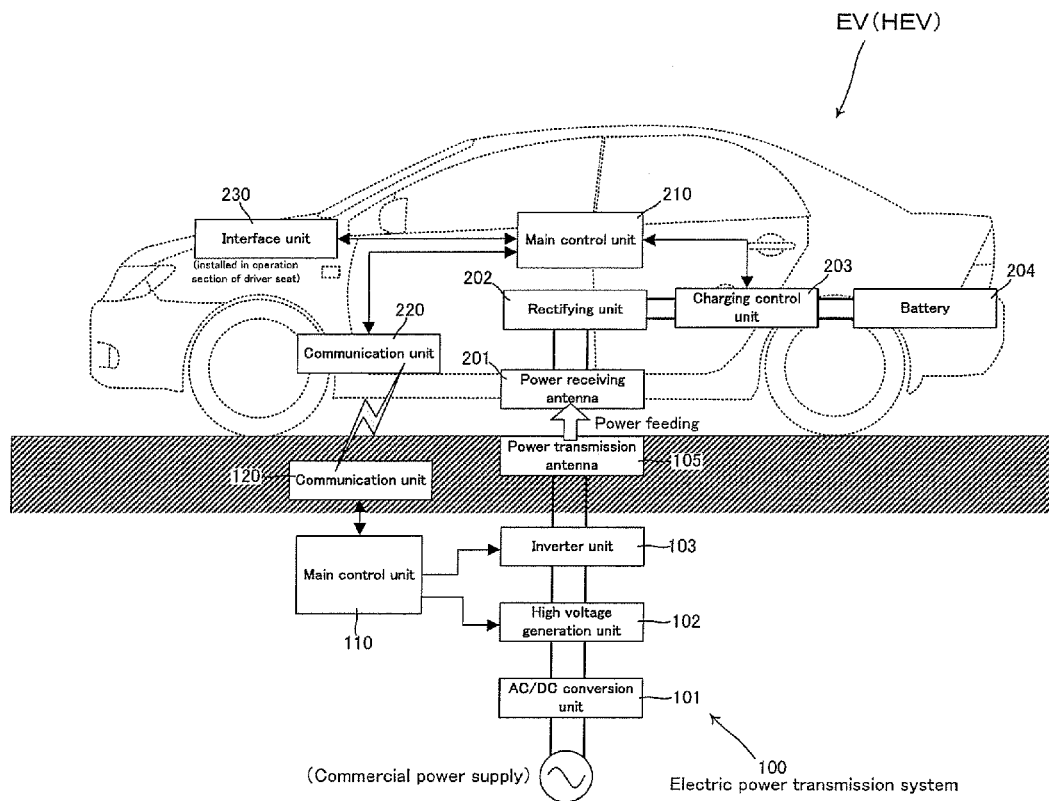 EV(HEV)
230
Interface unit
(installed in operation
section of driver seat)
210
Main control unit
202
Rectifying unit
203
Charging control
unit
204
Battery
220
Communication unit
201
Power receiving
antenna
Power feeding
Power transmission
antenna
105
120
Communication unit
Main control unit
110
Inverter unit
103
High voltage
generation unit
102
AC/DC conversion
unit
101
(Commercial power supply)
100
Electric power transmission system